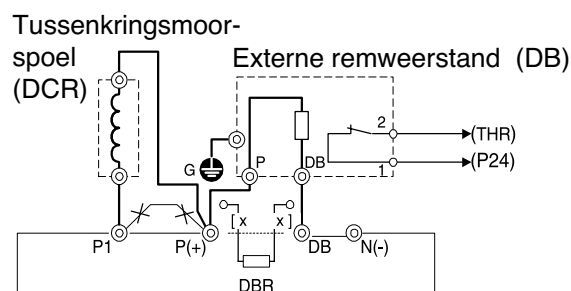 Tussenkringsmoor-
spoel
(DCR)
Externe remweerstand (DB)
2
(THR)
G
P
DB
1
(P24)
[ x
x ]
P1
P(+)
DB
N(-)
DBR